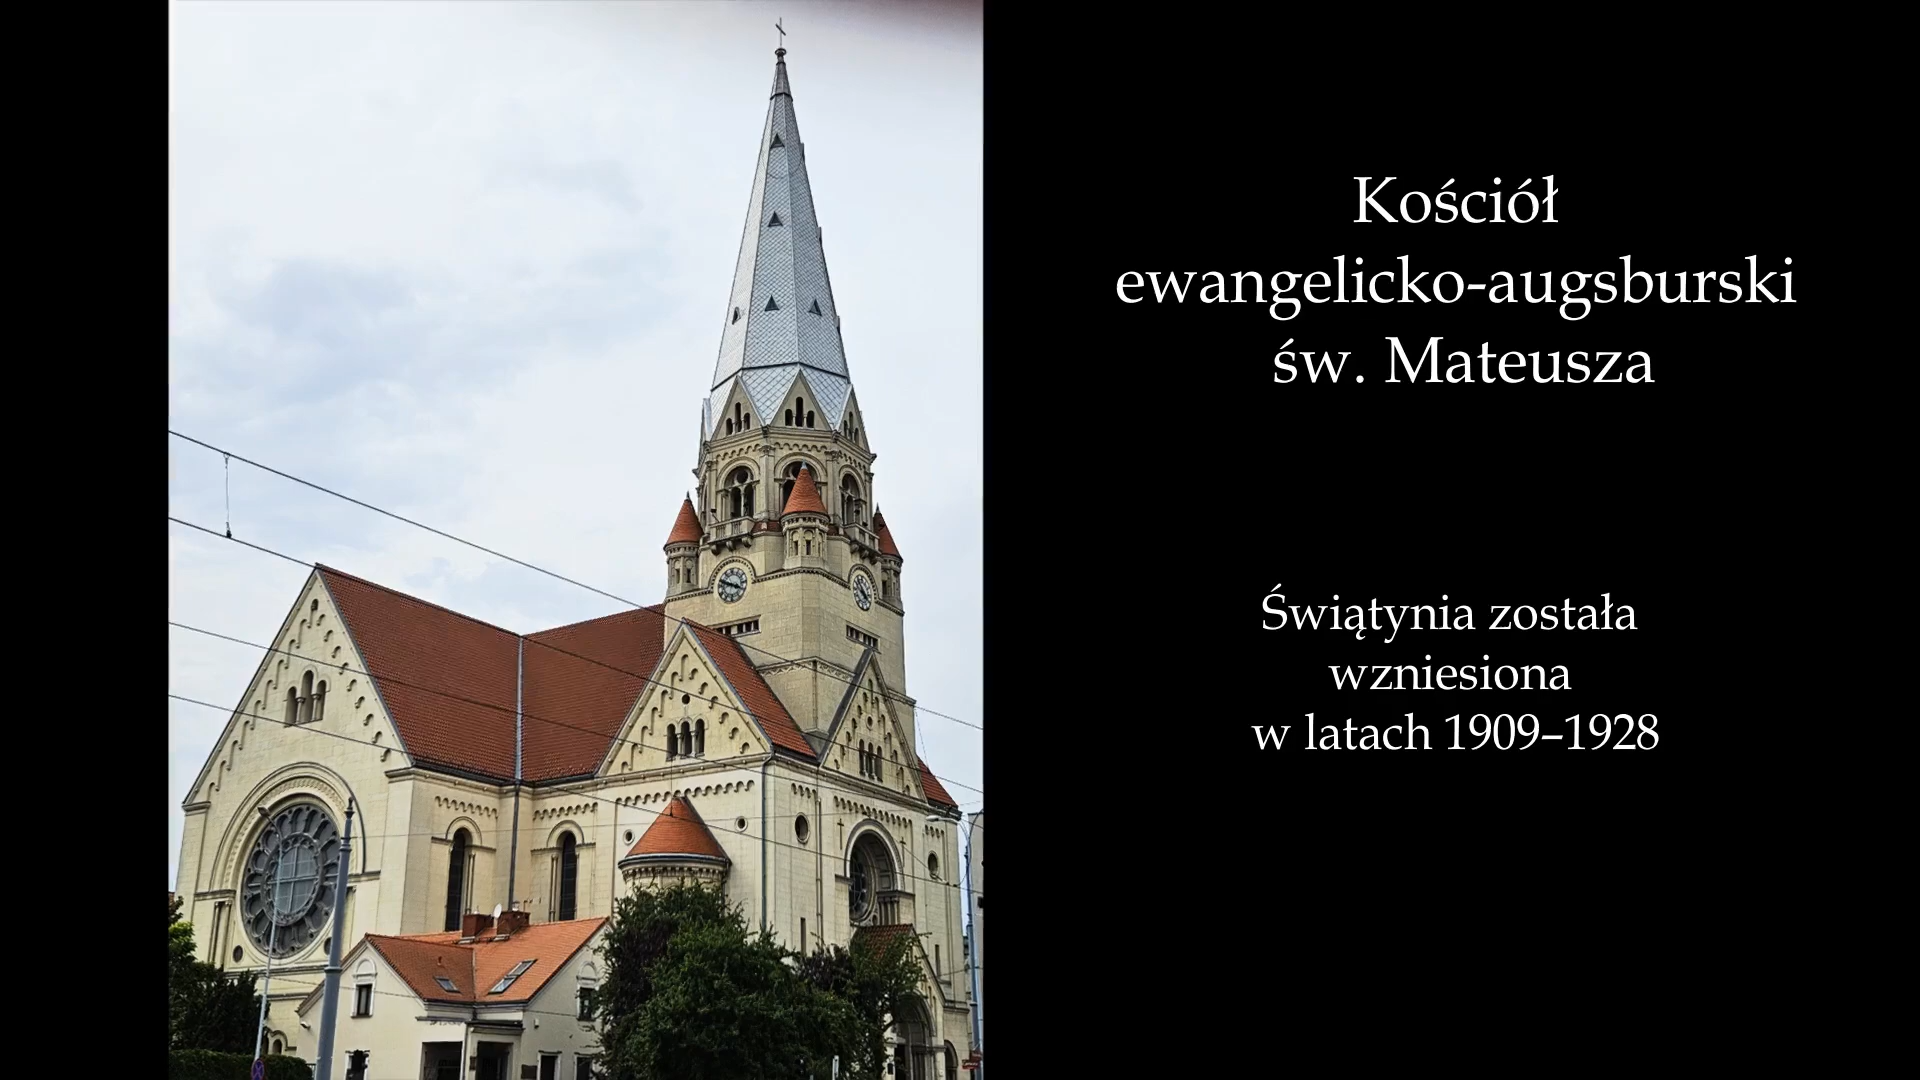 Kościół
ewangelicko-augsburski
św. Mateusza
Świątynia została
wzniesiona
w latach 1909–1928